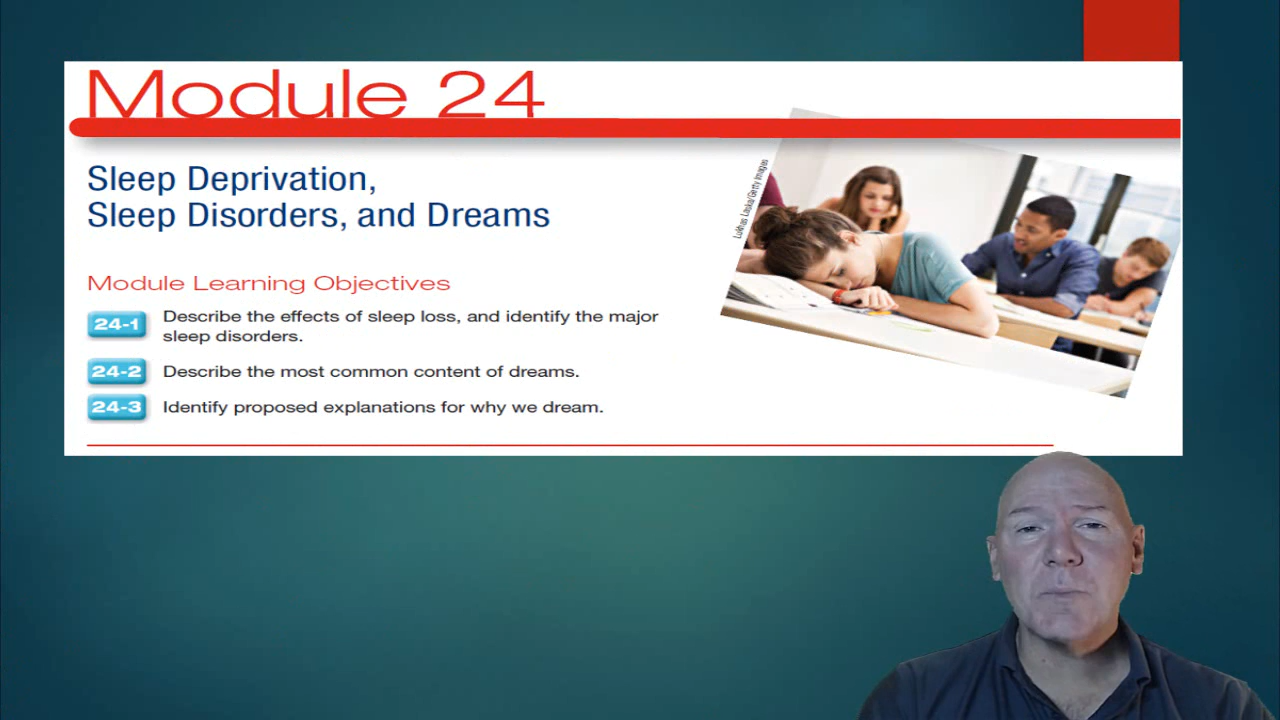 Module 24
Sleep Deprivation,
Sleep Disorders, and Dreams
Module Learning Objectives
24-1 Describe the effects of sleep loss, and identify the major
sleep disorders.
24-2 Describe the most common content of dreams.
24-3 Identify proposed explanations for why we dream.